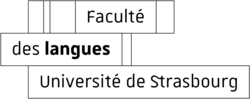 Faculté
des langues
Université de Strasbourg